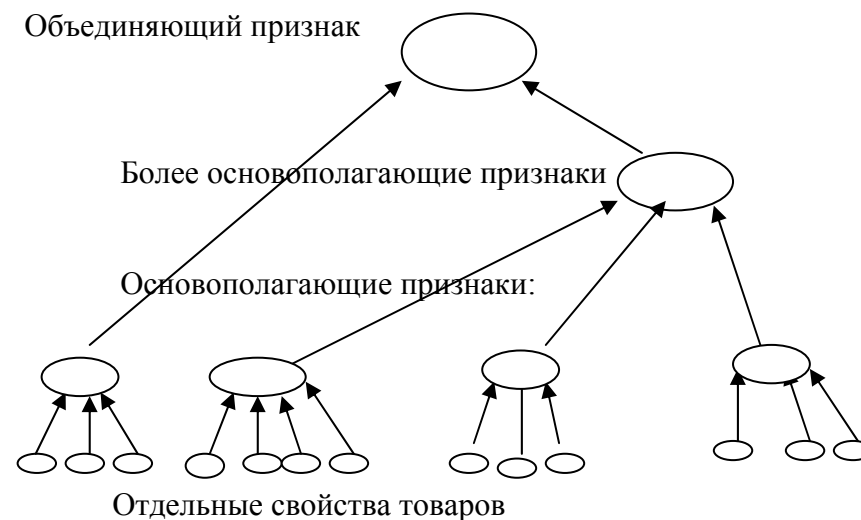 Объединяющий признак
Более основополагающие признаки
Основополагающие признаки:
Отдельные свойства товаров